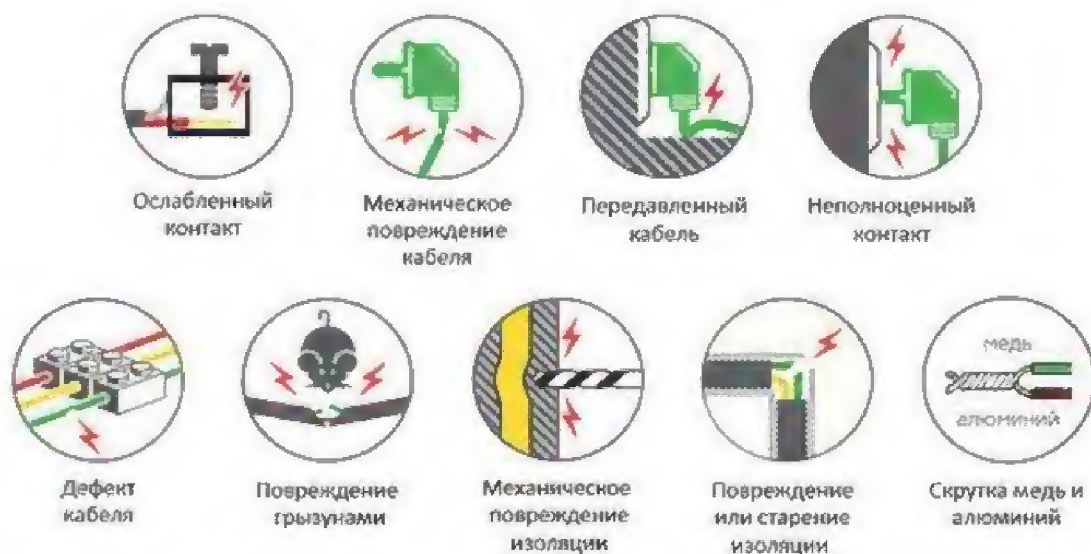 Ослабленный
контакт
Механическое
повреждение
кабеля
Передавленный
кабель
Неполноценный
контакт
медь
алюминий
Дефект
кабеля
Повреждение
грызунами
Механическое
повреждение
изоляции
Повреждение
или старение
изоляции
Скрутка медь и
алюминий